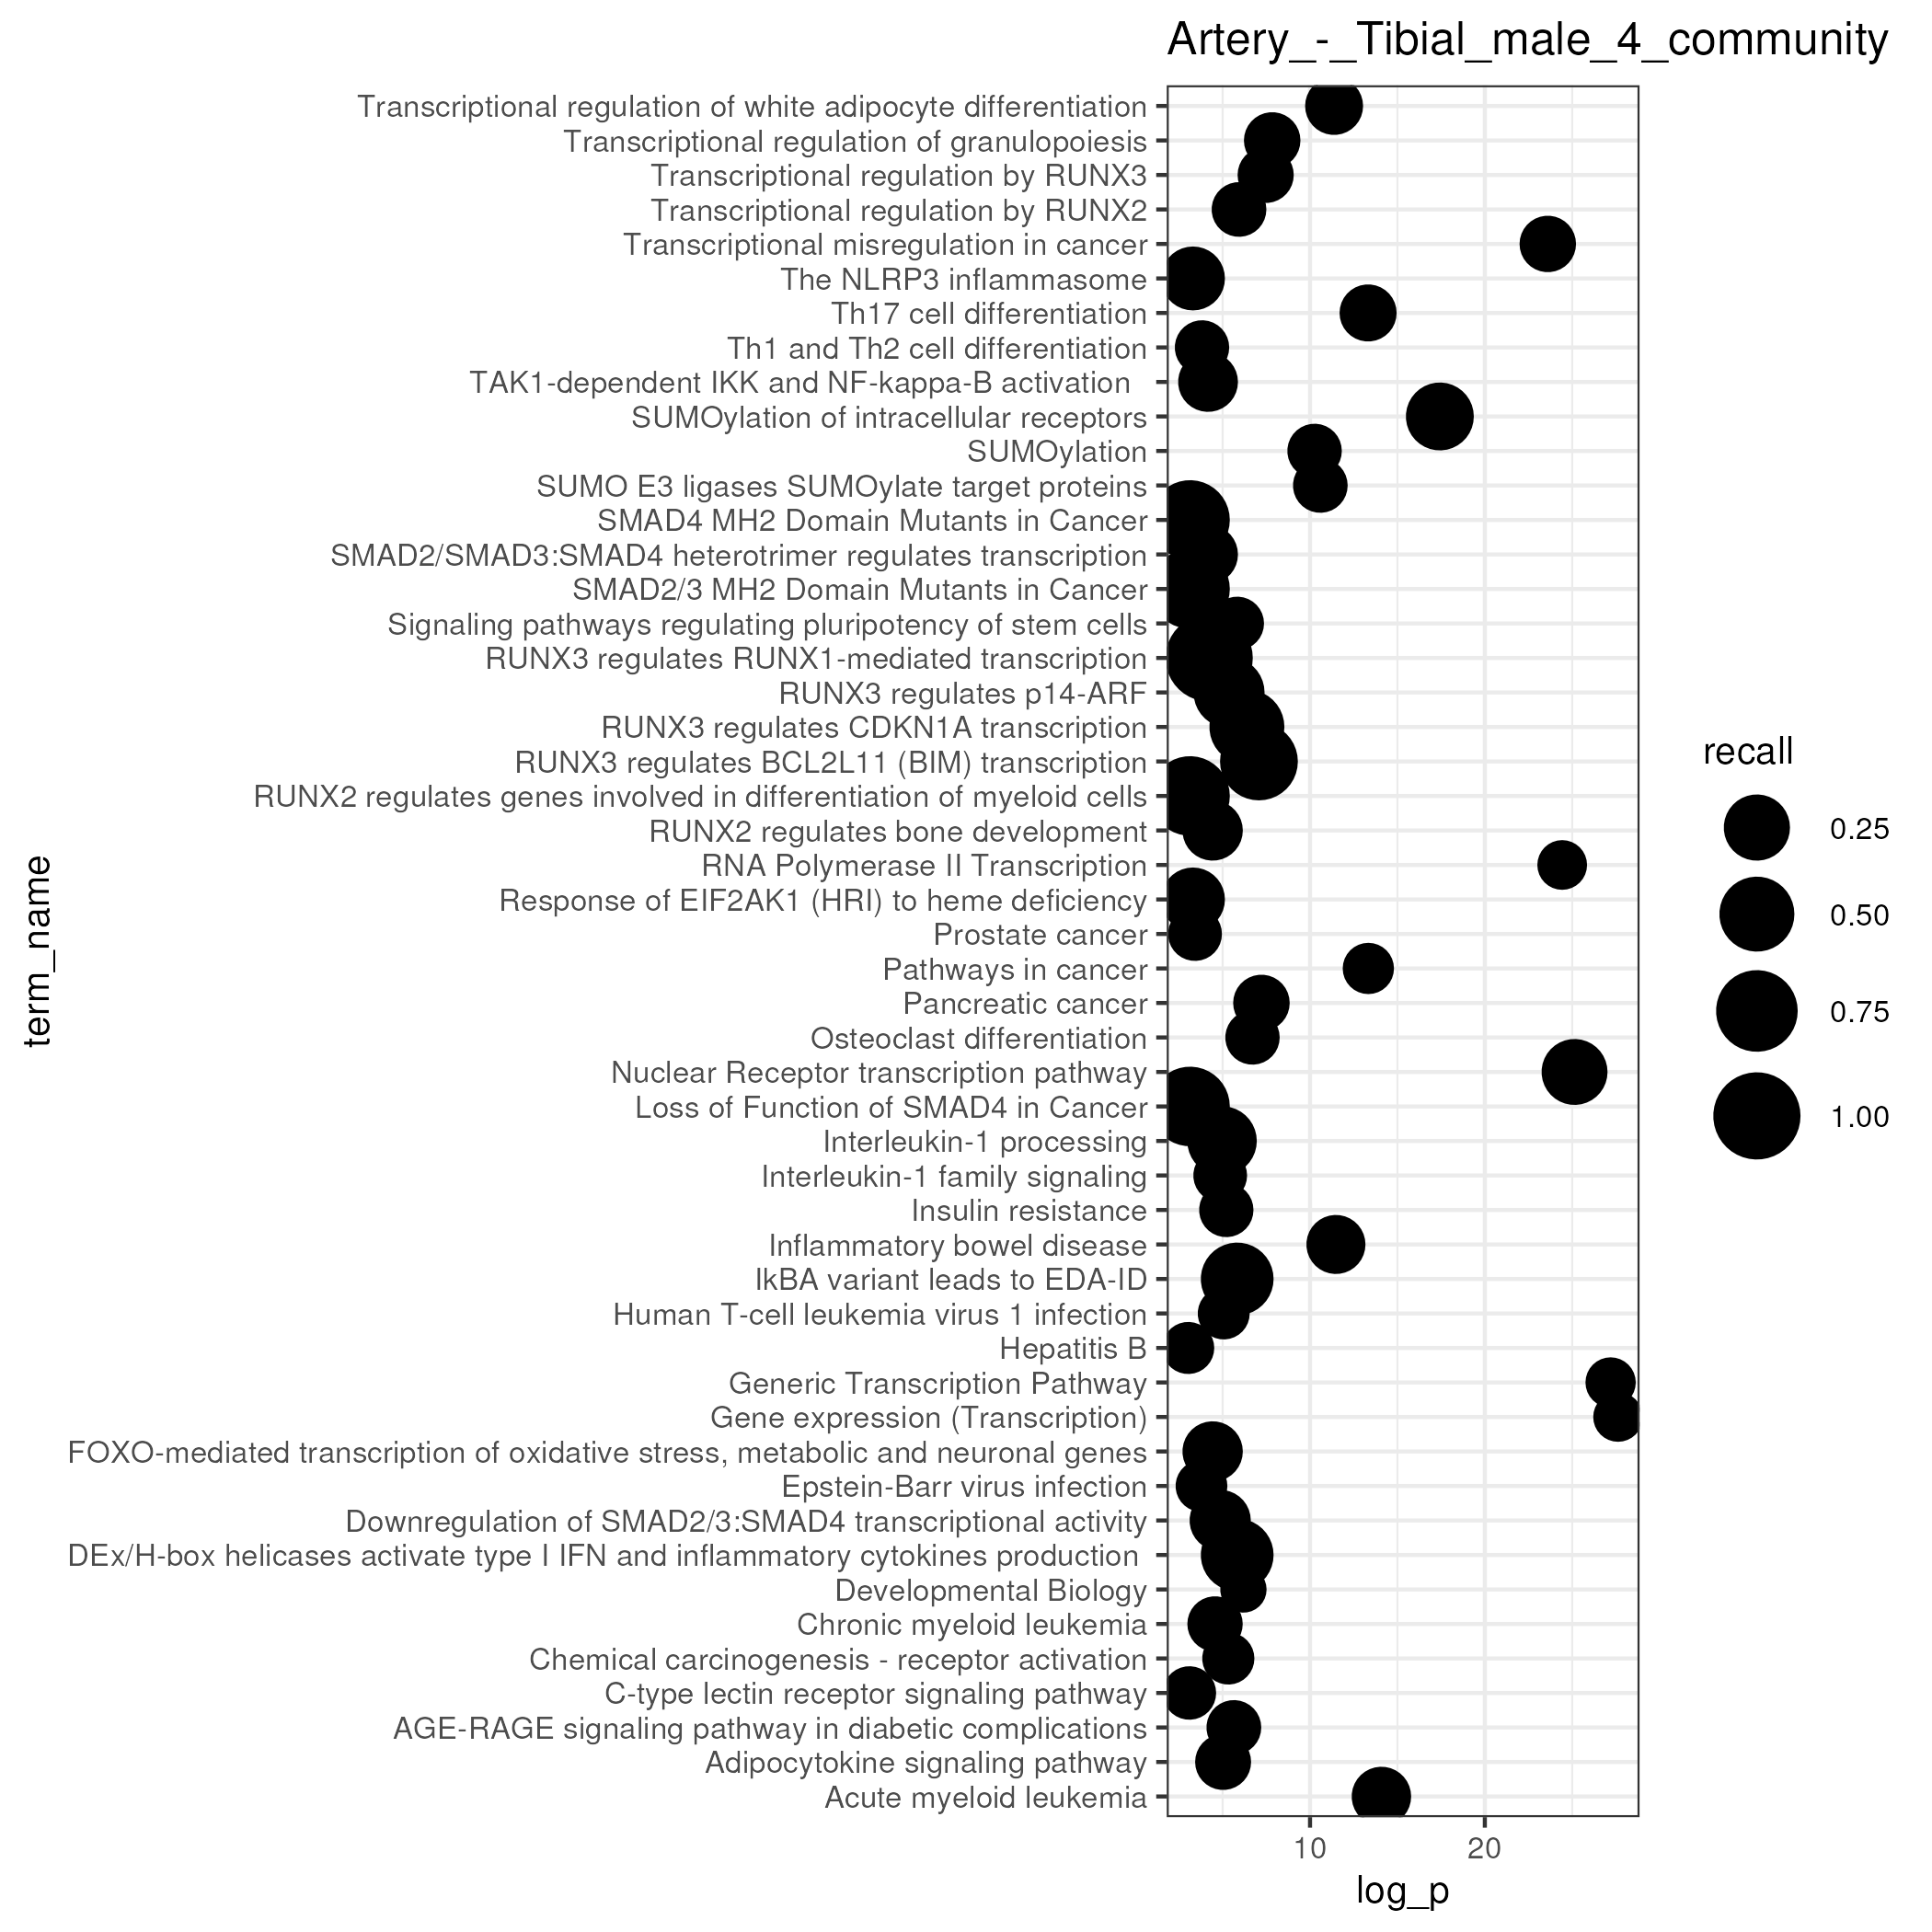 Artery_-_Tibial_male_4_community
Transcriptional regulation of white adipocyte differentiation
Transcriptional regulation of granulopoiesis
Transcriptional regulation by RUNX3
Transcriptional regulation by RUNX2
Transcriptional misregulation in cancer
The NLRP3 inflammasome
Th17 cell differentiation
Th1 and Th2 cell differentiation
TAK1-dependent IKK and NF-kappa-B activation
SUMOylation of intracellular receptors
SUMOylation
SUMO E3 ligases SUMOylate target proteins
SMAD4 MH2 Domain Mutants in Cancer
SMAD2/SMAD3:SMAD4 heterotrimer regulates transcription
SMAD2/3 MH2 Domain Mutants in Cancer
Signaling pathways regulating pluripotency of stem cells
RUNX3 regulates RUNX1-mediated transcription
RUNX3 regulates p14-ARF
RUNX3 regulates CDKN1A transcription
RUNX3 regulates BCL2L11 (BIM) transcription
RUNX2 regulates genes involved in differentiation of myeloid cells
RUNX2 regulates bone development
RNA Polymerase II Transcription
Response of EIF2AK1 (HRI) to heme deficiency
Prostate cancer
Pathways in cancer
Pancreatic cancer
Osteoclast differentiation
Nuclear Receptor transcription pathway
Loss of Function of SMAD4 in Cancer
Interleukin-1 processing
Interleukin-1 family signaling
Insulin resistance
Inflammatory bowel disease
IkBA variant leads to EDA-ID
Human T-cell leukemia virus 1 infection
Hepatitis B
Generic Transcription Pathway
Gene expression (Transcription)
FOXO-mediated transcription of oxidative stress, metabolic and neuronal genes
Epstein-Barr virus infection
Downregulation of SMAD2/3:SMAD4 transcriptional activity
DEx/H-box helicases activate type I IFN and inflammatory cytokines production
Developmental Biology
Chronic myeloid leukemia
Chemical carcinogenesis - receptor activation
C-type lectin receptor signaling pathway
AGE-RAGE signaling pathway in diabetic complications
Adipocytokine signaling pathway
Acute myeloid leukemia
term_name
10 20
log_p
recall
0.25
0.50
0.75
1.00